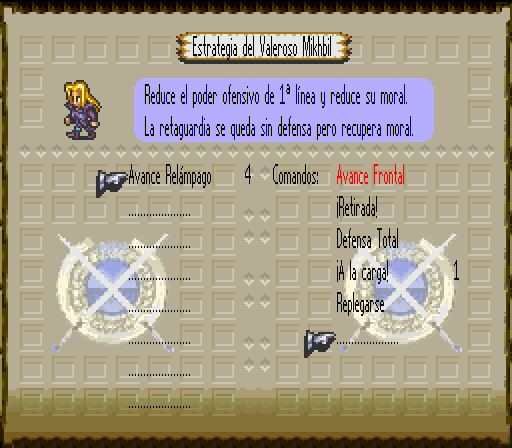 Estrategia del Valeroso Mikhbil
Reduce el poder ofensivo de 1ª línea y reduce su moral.
La retaguardia se queda sin defensa pero recupera moral.
Avance Relámpago 4 Comandos: Avance Frontal
..................... ¡Retirada!
..................... Defensa Total
..................... ¡A la carga! 1
..................... Replegarse
..................... .....................
.....................
.....................